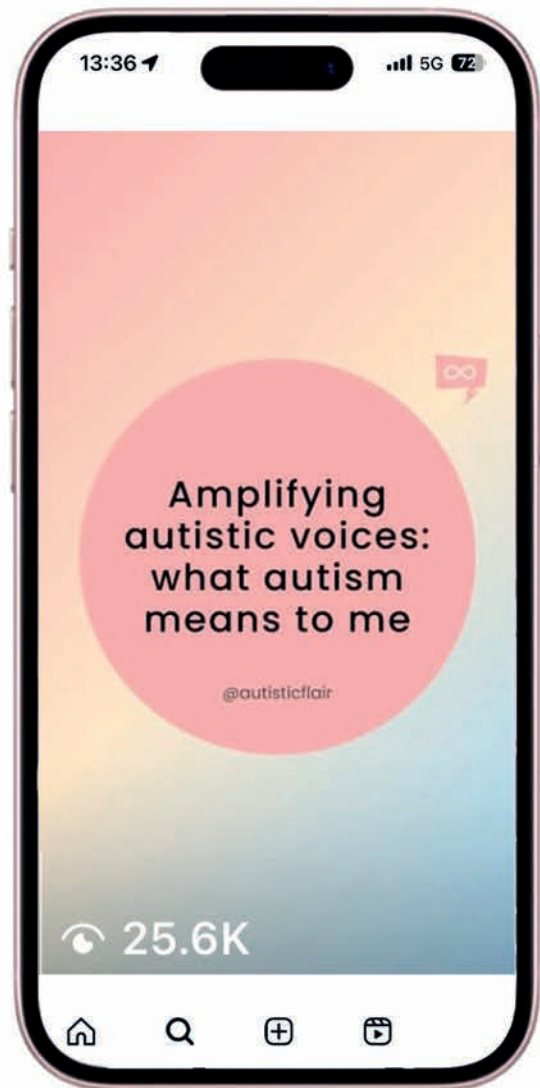 13:36
5G 72
Amplifying
autistic voices:
what autism
means to me
@autisticflair
25.6K